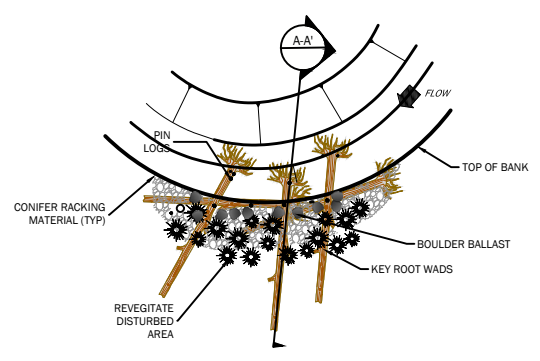 A-A'
FLOW
PIN
LOGS
TOP OF BANK
CONIFER RACKING
MATERIAL (TYP)
BOULDER BALLAST
KEY ROOT WADS
REVEGITATE
DISTURBED
AREA